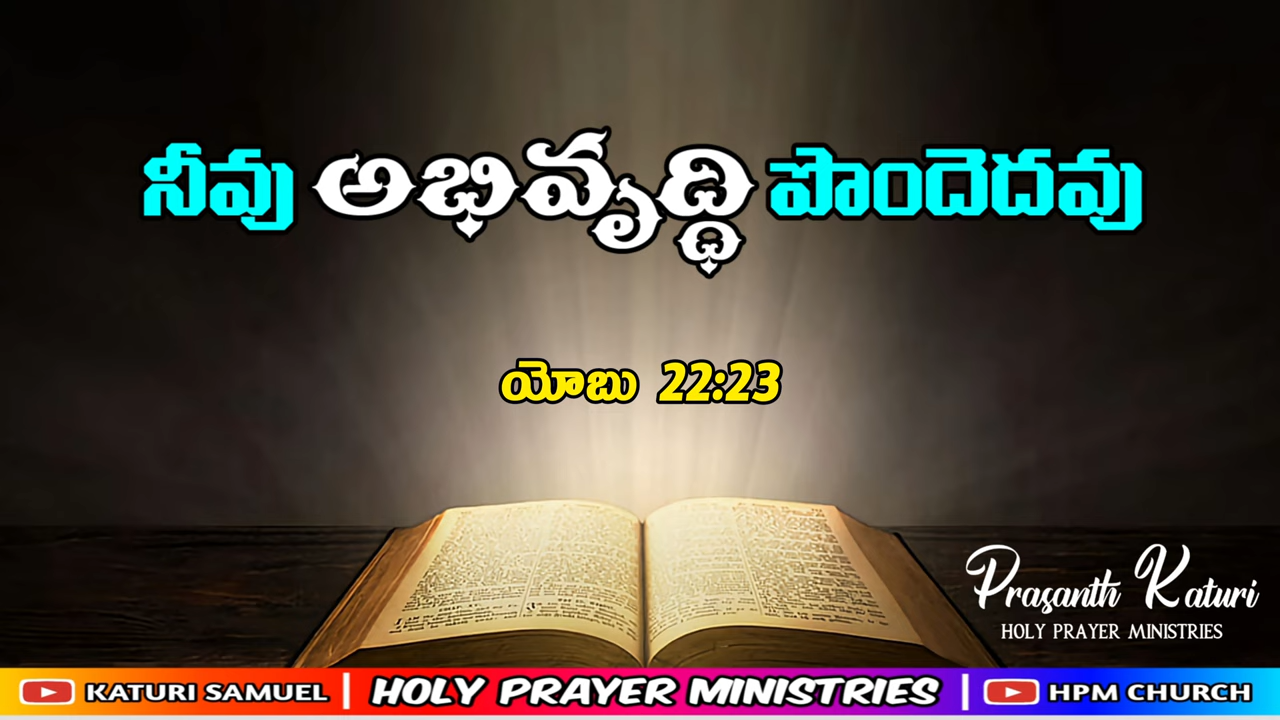 నీవు అభివృద్ధి పొందెదవు
యోబు 22:23
Prasanth Katuri
HOLY PRAYER MINISTRIES
KATURI SAMUEL | HOLY PRAYER MINISTRIES | HPM CHURCH